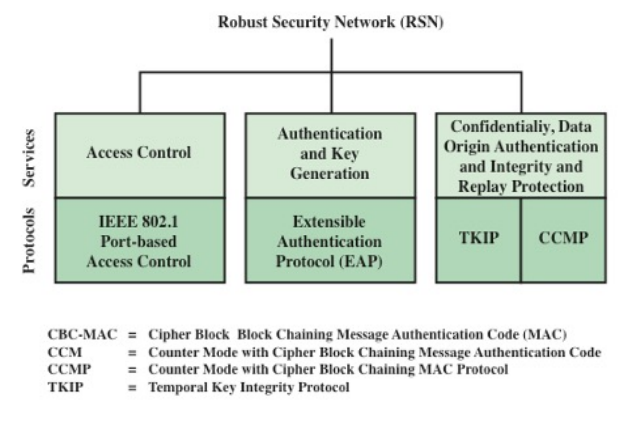 Robust Security Network (RSN)
Services
Access Control
Authentication
and Key
Generation
Confidentialiy, Data
Origin Authentication
and Integrity and
Replay Protection
Protocols
IEEE 802.1
Port-based
Access Control
Extensible
Authentication
Protocol (EAP)
TKIP
CCMP
CBC-MAC = Cipher Block Block Chaining Message Authentication Code (MAC)
CCM = Counter Mode with Cipher Block Chaining Message Authentication Code
CCMP = Counter Mode with Cipher Block Chaining MAC Protocol
TKIP = Temporal Key Integrity Protocol